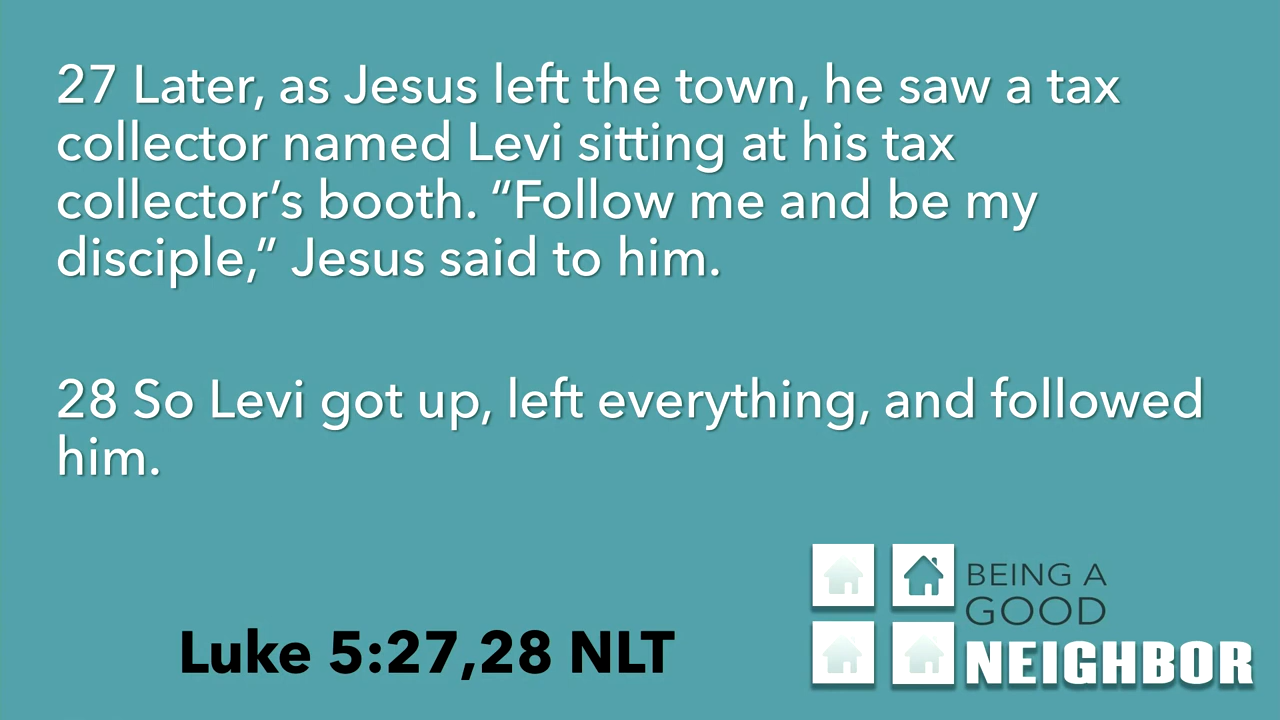 27 Later, as Jesus left the town, he saw a tax
collector named Levi sitting at his tax
collector’s booth. “Follow me and be my
disciple,” Jesus said to him.
28 So Levi got up, left everything, and followed
him.
Luke 5:27,28 NLT
BEING A
GOOD
NEIGHBOR